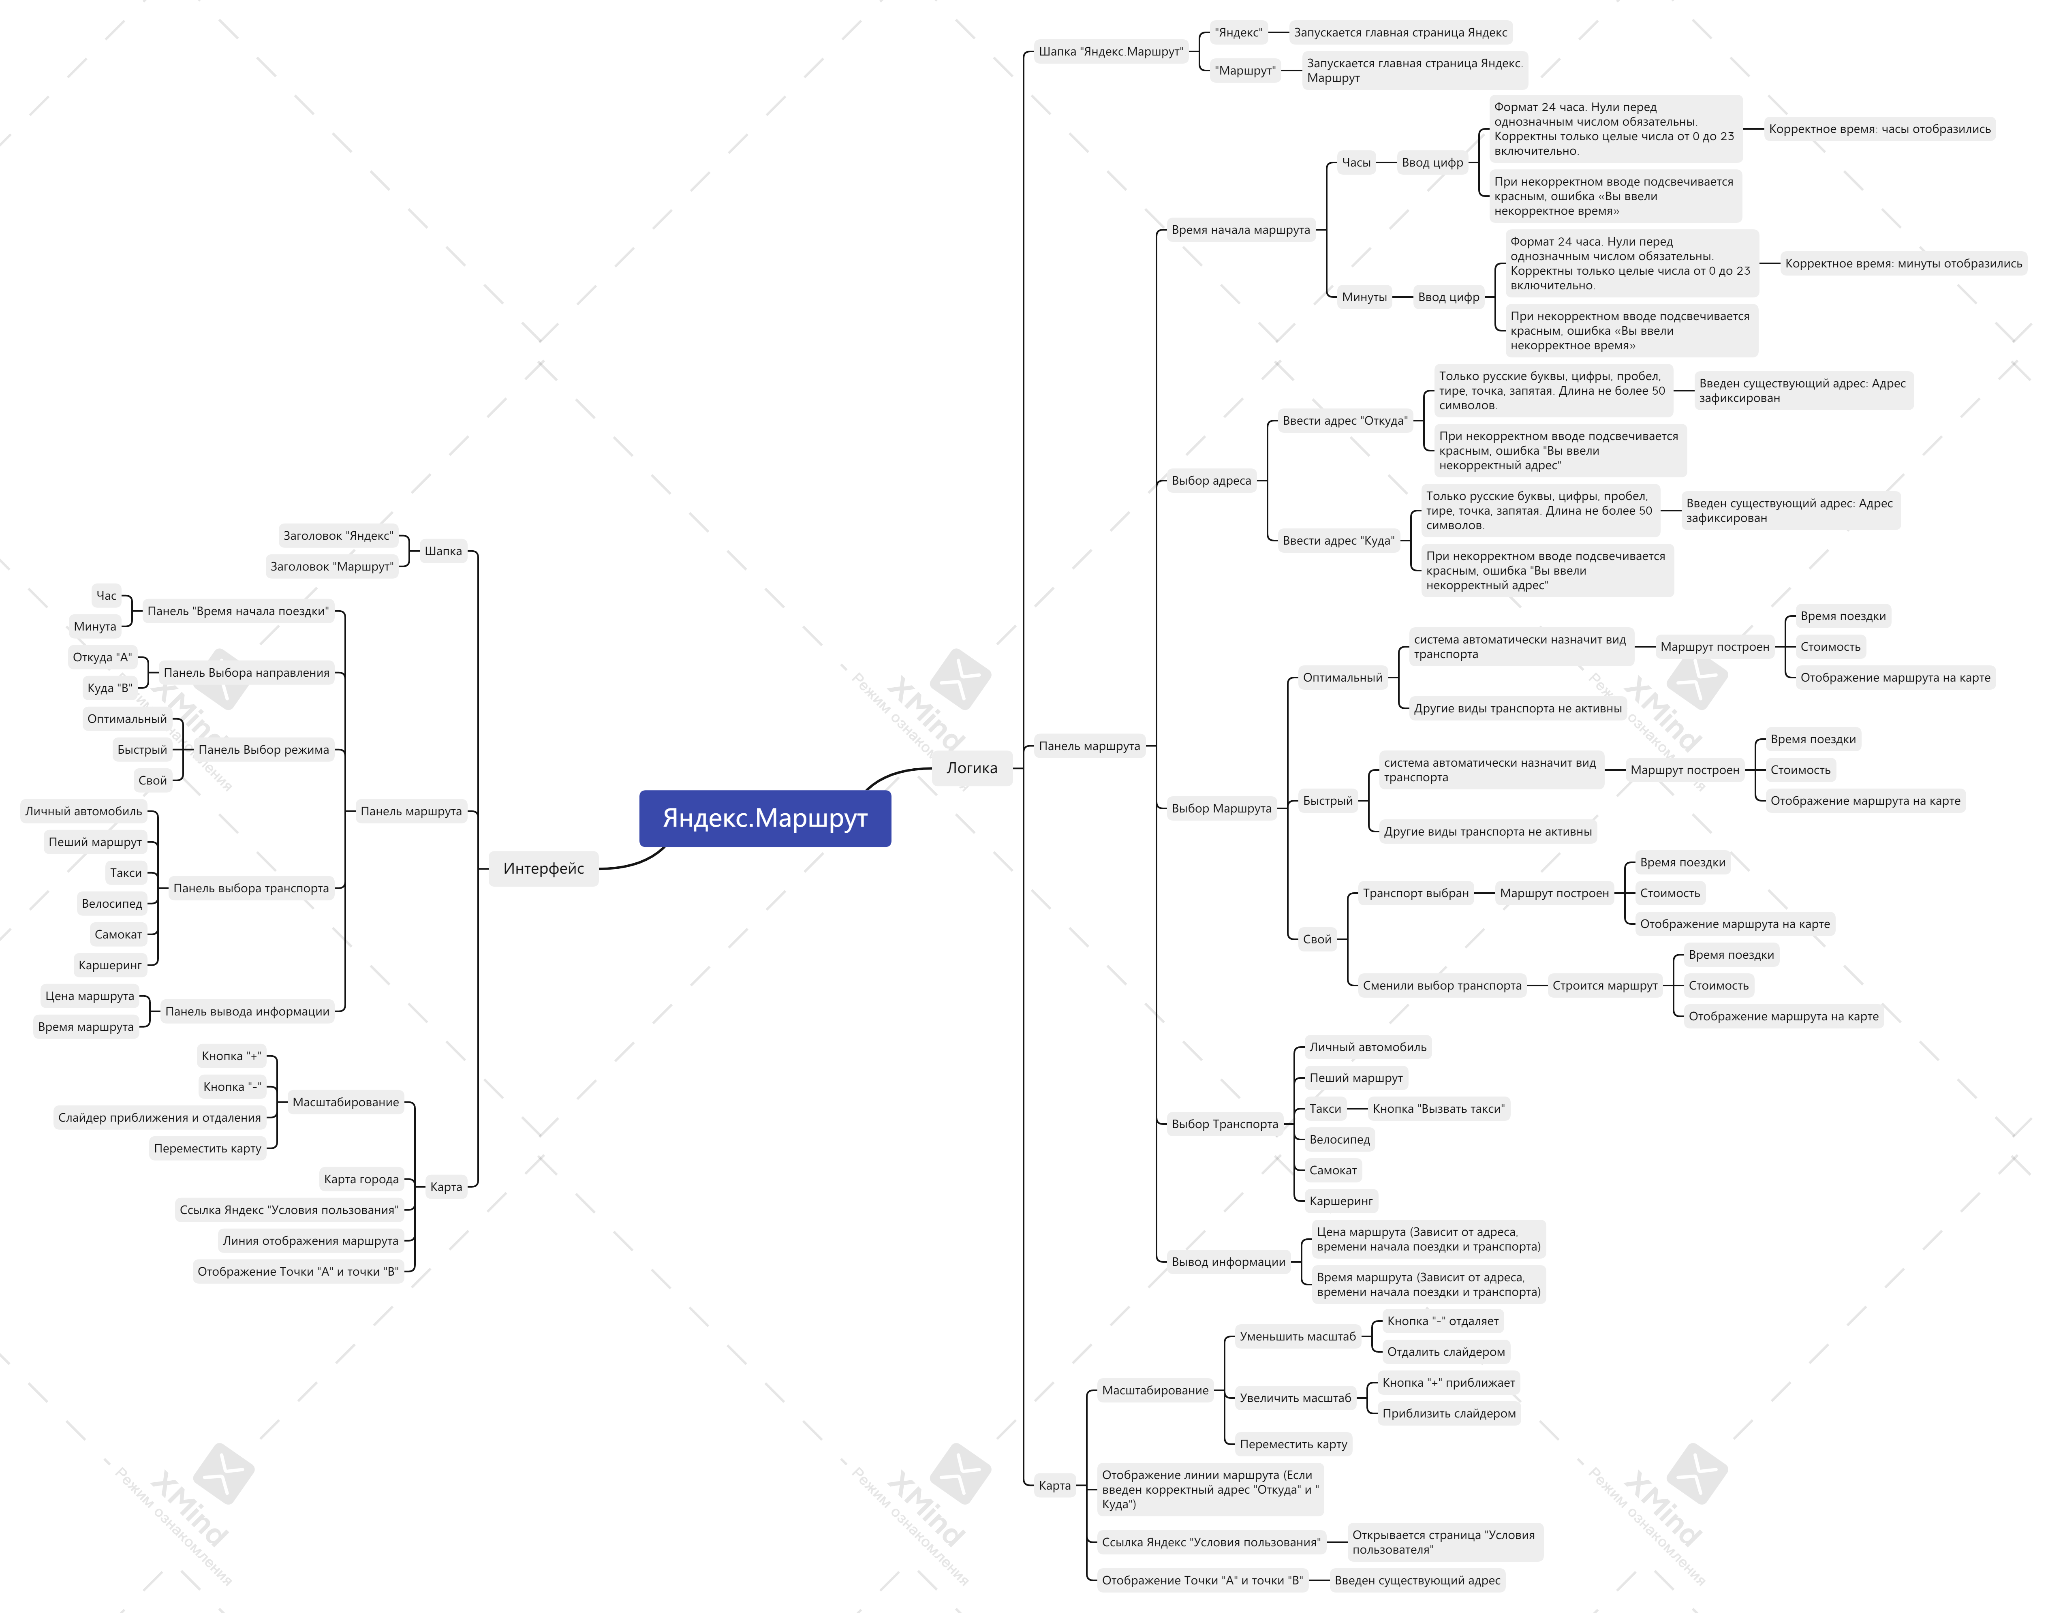 Яндекс.Маршрут
Логика
Шапка "Яндекс.Маршрут"
"Яндекс"
Запускается главная страница Яндекс
"Маршрут"
Запускается главная страница Яндекс.
Маршрут
Панель маршрута
Время начала маршрута
Часы
Ввод цифр
Формат 24 часа. Нули перед
однозначным числом обязательны.
Корректны только целые числа от 0 до 23
включительно.
Корректное время: часы отобразились
При некорректном вводе подсвечивается
красным, ошибка «Вы ввели
некорректное время»
Минуты
Ввод цифр
Формат 24 часа. Нули перед
однозначным числом обязательны.
Корректны только целые числа от 0 до 23
включительно.
Корректное время: минуты отобразились
При некорректном вводе подсвечивается
красным, ошибка «Вы ввели
некорректное время»
Выбор адреса
Ввести адрес "Откуда"
Только русские буквы, цифры, пробел,
тире, точка, запятая. Длина не более 50
символов.
Введен существующий адрес: Адрес
зафиксирован
При некорректном вводе подсвечивается
красным, ошибка "Вы ввели
некорректный адрес"
Ввести адрес "Куда"
Только русские буквы, цифры, пробел,
тире, точка, запятая. Длина не более 50
символов.
Введен существующий адрес: Адрес
зафиксирован
При некорректном вводе подсвечивается
красным, ошибка "Вы ввели
некорректный адрес"
Выбор Маршрута
Оптимальный
система автоматически назначит вид
транспорта
Маршрут построен
Время поездки
Стоимость
Отображение маршрута на карте
Другие виды транспорта не активны
Быстрый
система автоматически назначит вид
транспорта
Маршрут построен
Время поездки
Стоимость
Отображение маршрута на карте
Другие виды транспорта не активны
Свой
Транспорт выбран
Маршрут построен
Время поездки
Стоимость
Отображение маршрута на карте
Сменили выбор транспорта
Строится маршрут
Время поездки
Стоимость
Отображение маршрута на карте
Выбор Транспорта
Личный автомобиль
Пеший маршрут
Такси
Кнопка "Вызвать такси"
Велосипед
Самокат
Каршеринг
Вывод информации
Цена маршрута (Зависит от адреса,
времени начала поездки и транспорта)
Время маршрута (Зависит от адреса,
времени начала поездки и транспорта)
Карта
Масштабирование
Уменьшить масштаб
Кнопка "-" отдаляет
Отдалить слайдером
Увеличить масштаб
Кнопка "+" приближает
Приблизить слайдером
Переместить карту
Отображение линии маршрута (Если
введен корректный адрес "Откуда" и "
Куда")
Ссылка Яндекс "Условия пользования"
Открывается страница "Условия
пользователя"
Отображение Точки "А" и точки "В"
Введен существующий адрес
Интерфейс
Шапка
Заголовок "Яндекс"
Заголовок "Маршрут"
Панель маршрута
Панель "Время начала поездки"
Час
Минута
Панель Выбора направления
Откуда "А"
Куда "В"
Панель Выбор режима
Оптимальный
Быстрый
Свой
Панель выбора транспорта
Личный автомобиль
Пеший маршрут
Такси
Велосипед
Самокат
Каршеринг
Панель вывода информации
Цена маршрута
Время маршрута
Карта
Масштабирование
Кнопка "+"
Кнопка "-"
Слайдер приближения и отдаления
Переместить карту
Карта города
Ссылка Яндекс "Условия пользования"
Линия отображения маршрута
Отображение Точки "А" и точки "В"
XMind
Режим ознакомления
XMind
Режим ознакомления
XMind
Режим ознакомления